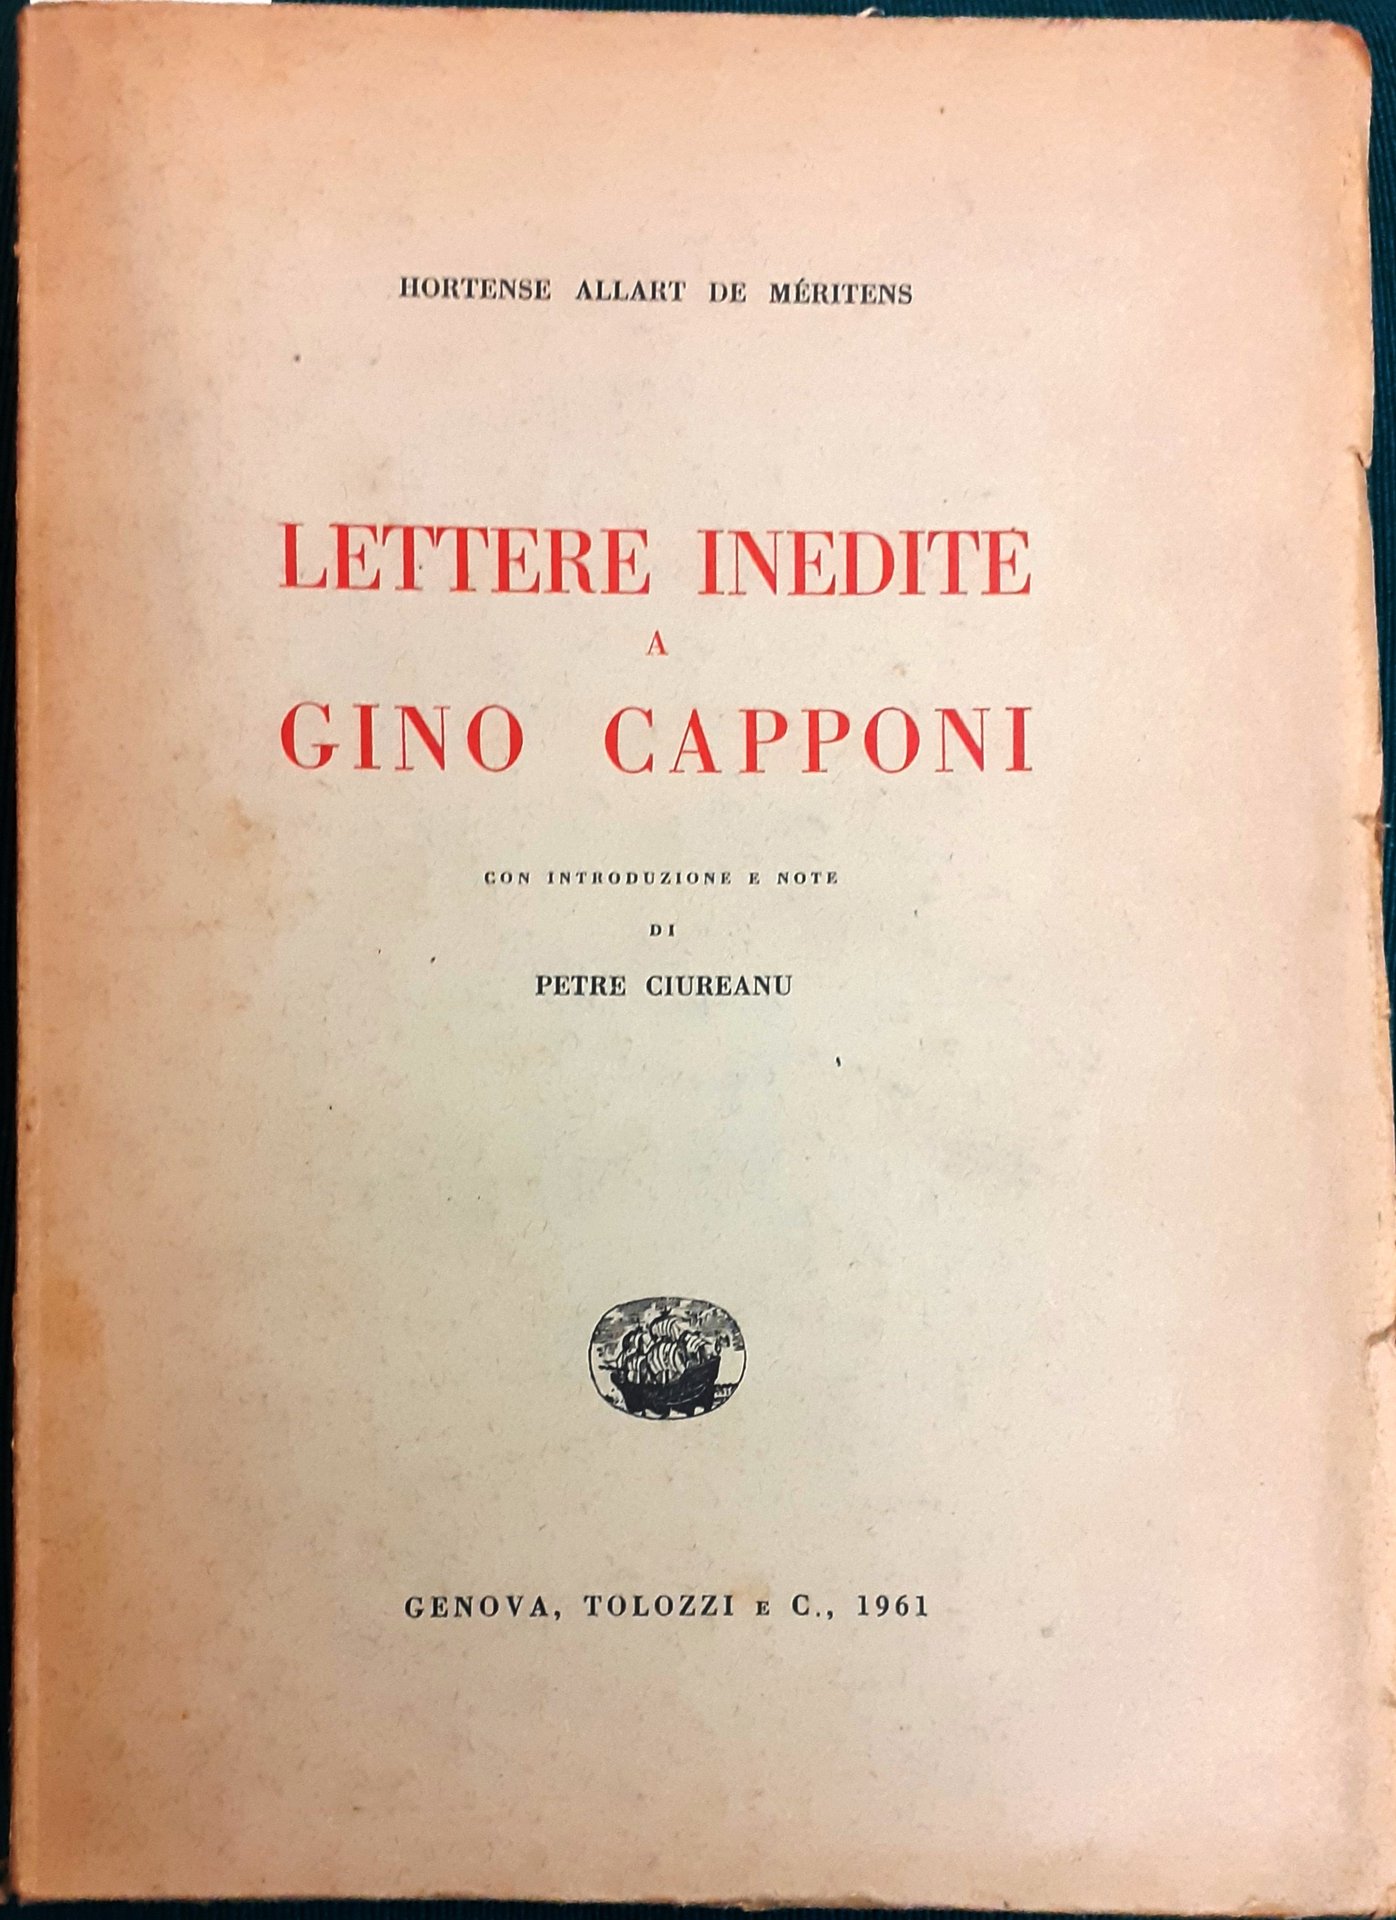 HORTENSE ALLART DE MÉRITENS
LETTERE INEDITE
A
GINO CAPPONI
CON INTRODUZIONE E NOTE
DI
PETRE CIUREANU
GENOVA, TOLOZZI E C., 1961